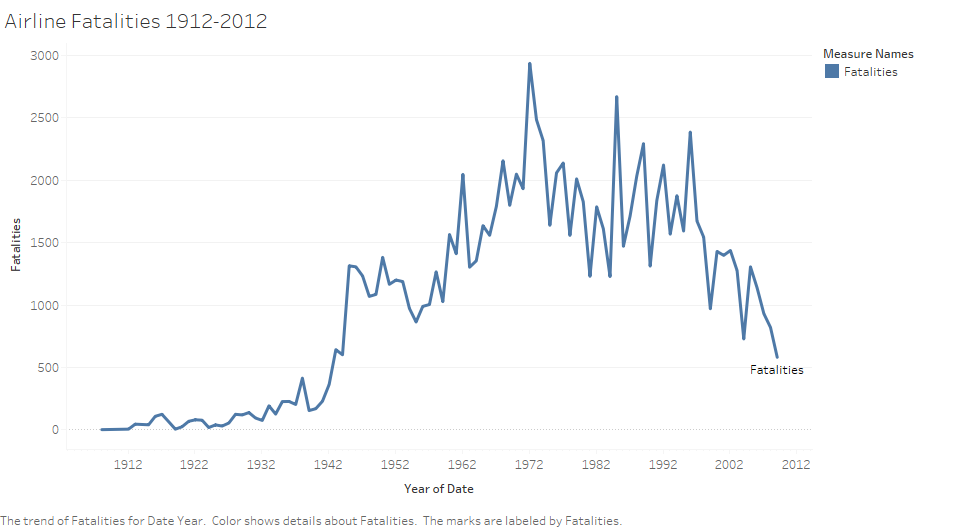 Airline Fatalities 1912-2012
Measure Names
Fatalities
3000
2500
2000
1500
1000
500
0
Fatalities
Fatalities
1912 1922 1932 1942 1952 1962 1972 1982 1992 2002 2012
Year of Date
The trend of Fatalities for Date Year. Color shows details about Fatalities. The marks are labeled by Fatalities.